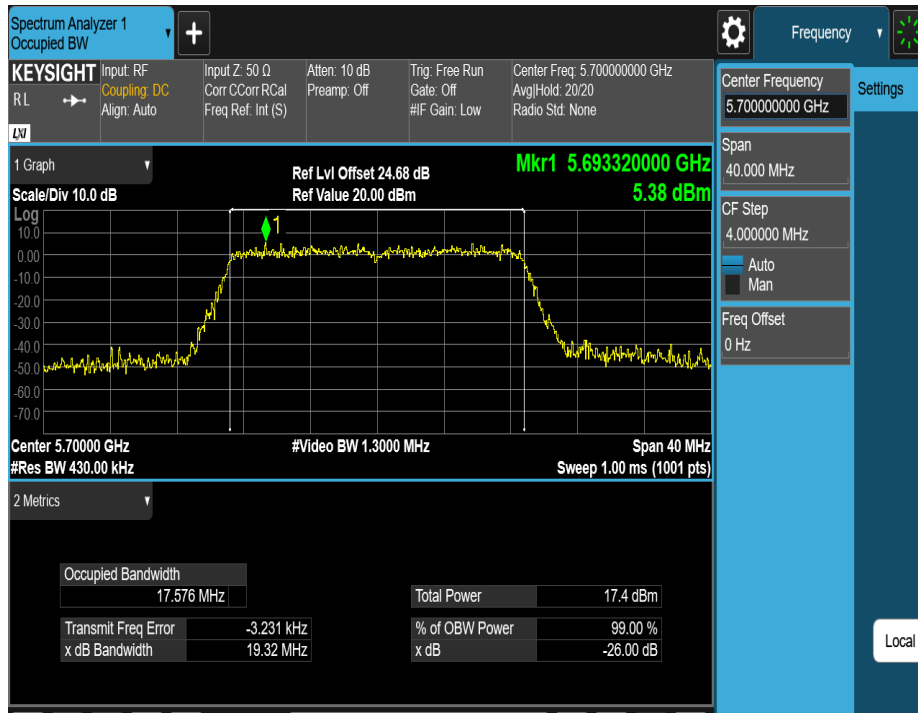 Spectrum Analyzer 1
Occupied BW
+
Frequency
KEYSIGHT
R L
LXI
Input: RF
Coupling: DC
Align: Auto
Input Z: 50 Ω
Corr CCorr RCal
Freq Ref: Int (S)
Atten: 10 dB
Preamp: Off
Trig: Free Run
Gate: Off
#IF Gain: Low
Center Freq: 5.700000000 GHz
Avg|Hold: 20/20
Radio Std: None
Center Frequency
5.700000000 GHz
Settings
Span
40.000 MHz
CF Step
4.000000 MHz
Auto
Man
Freq Offset
0 Hz
Local
1 Graph
Scale/Div 10.0 dB
Ref Lvl Offset 24.68 dB
Ref Value 20.00 dBm
Mkr1 5.693320000 GHz
5.38 dBm
Log
10.0
0.00
-10.0
-20.0
-30.0
-40.0
-50.0
-60.0
-70.0
1
Center 5.70000 GHz
#Res BW 430.00 kHz
#Video BW 1.3000 MHz
Span 40 MHz
Sweep 1.00 ms (1001 pts)
2 Metrics
Occupied Bandwidth
17.576 MHz
Total Power 17.4 dBm
Transmit Freq Error -3.231 kHz
% of OBW Power 99.00 %
x dB Bandwidth 19.32 MHz
x dB -26.00 dB